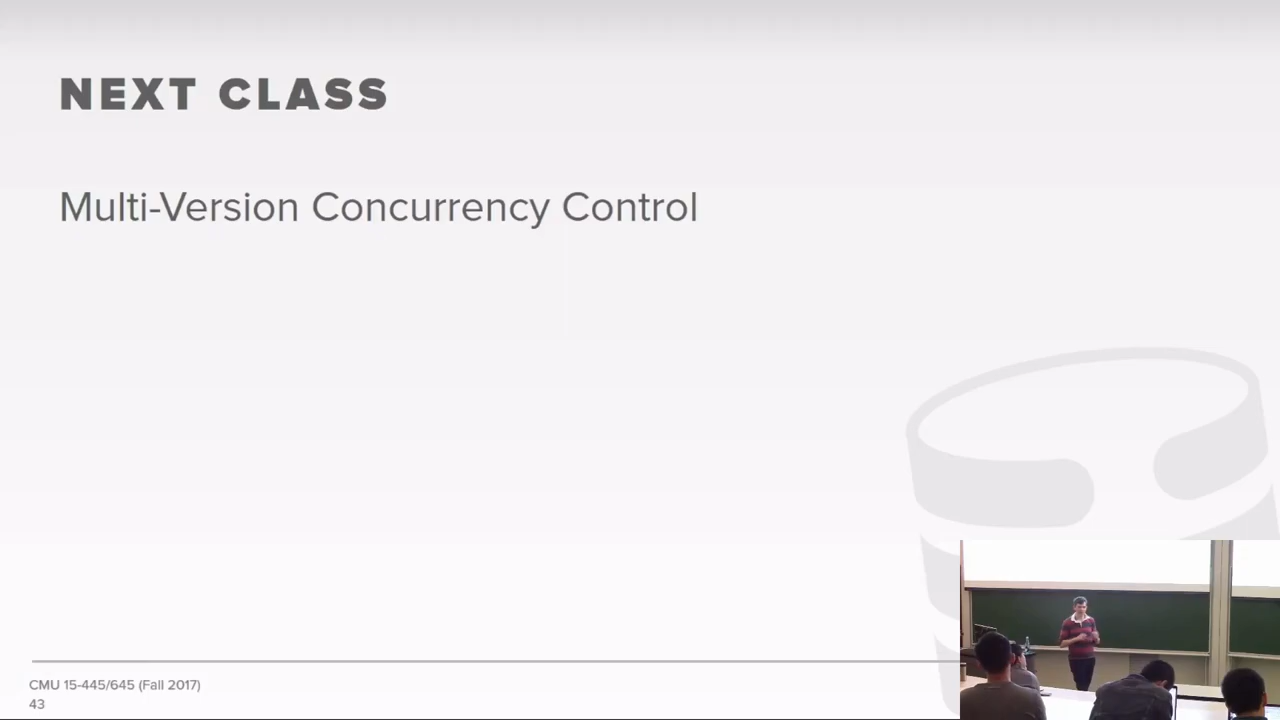 NEXT CLASS
Multi-Version Concurrency Control
CMU 15-445/645 (Fall 2017)
43